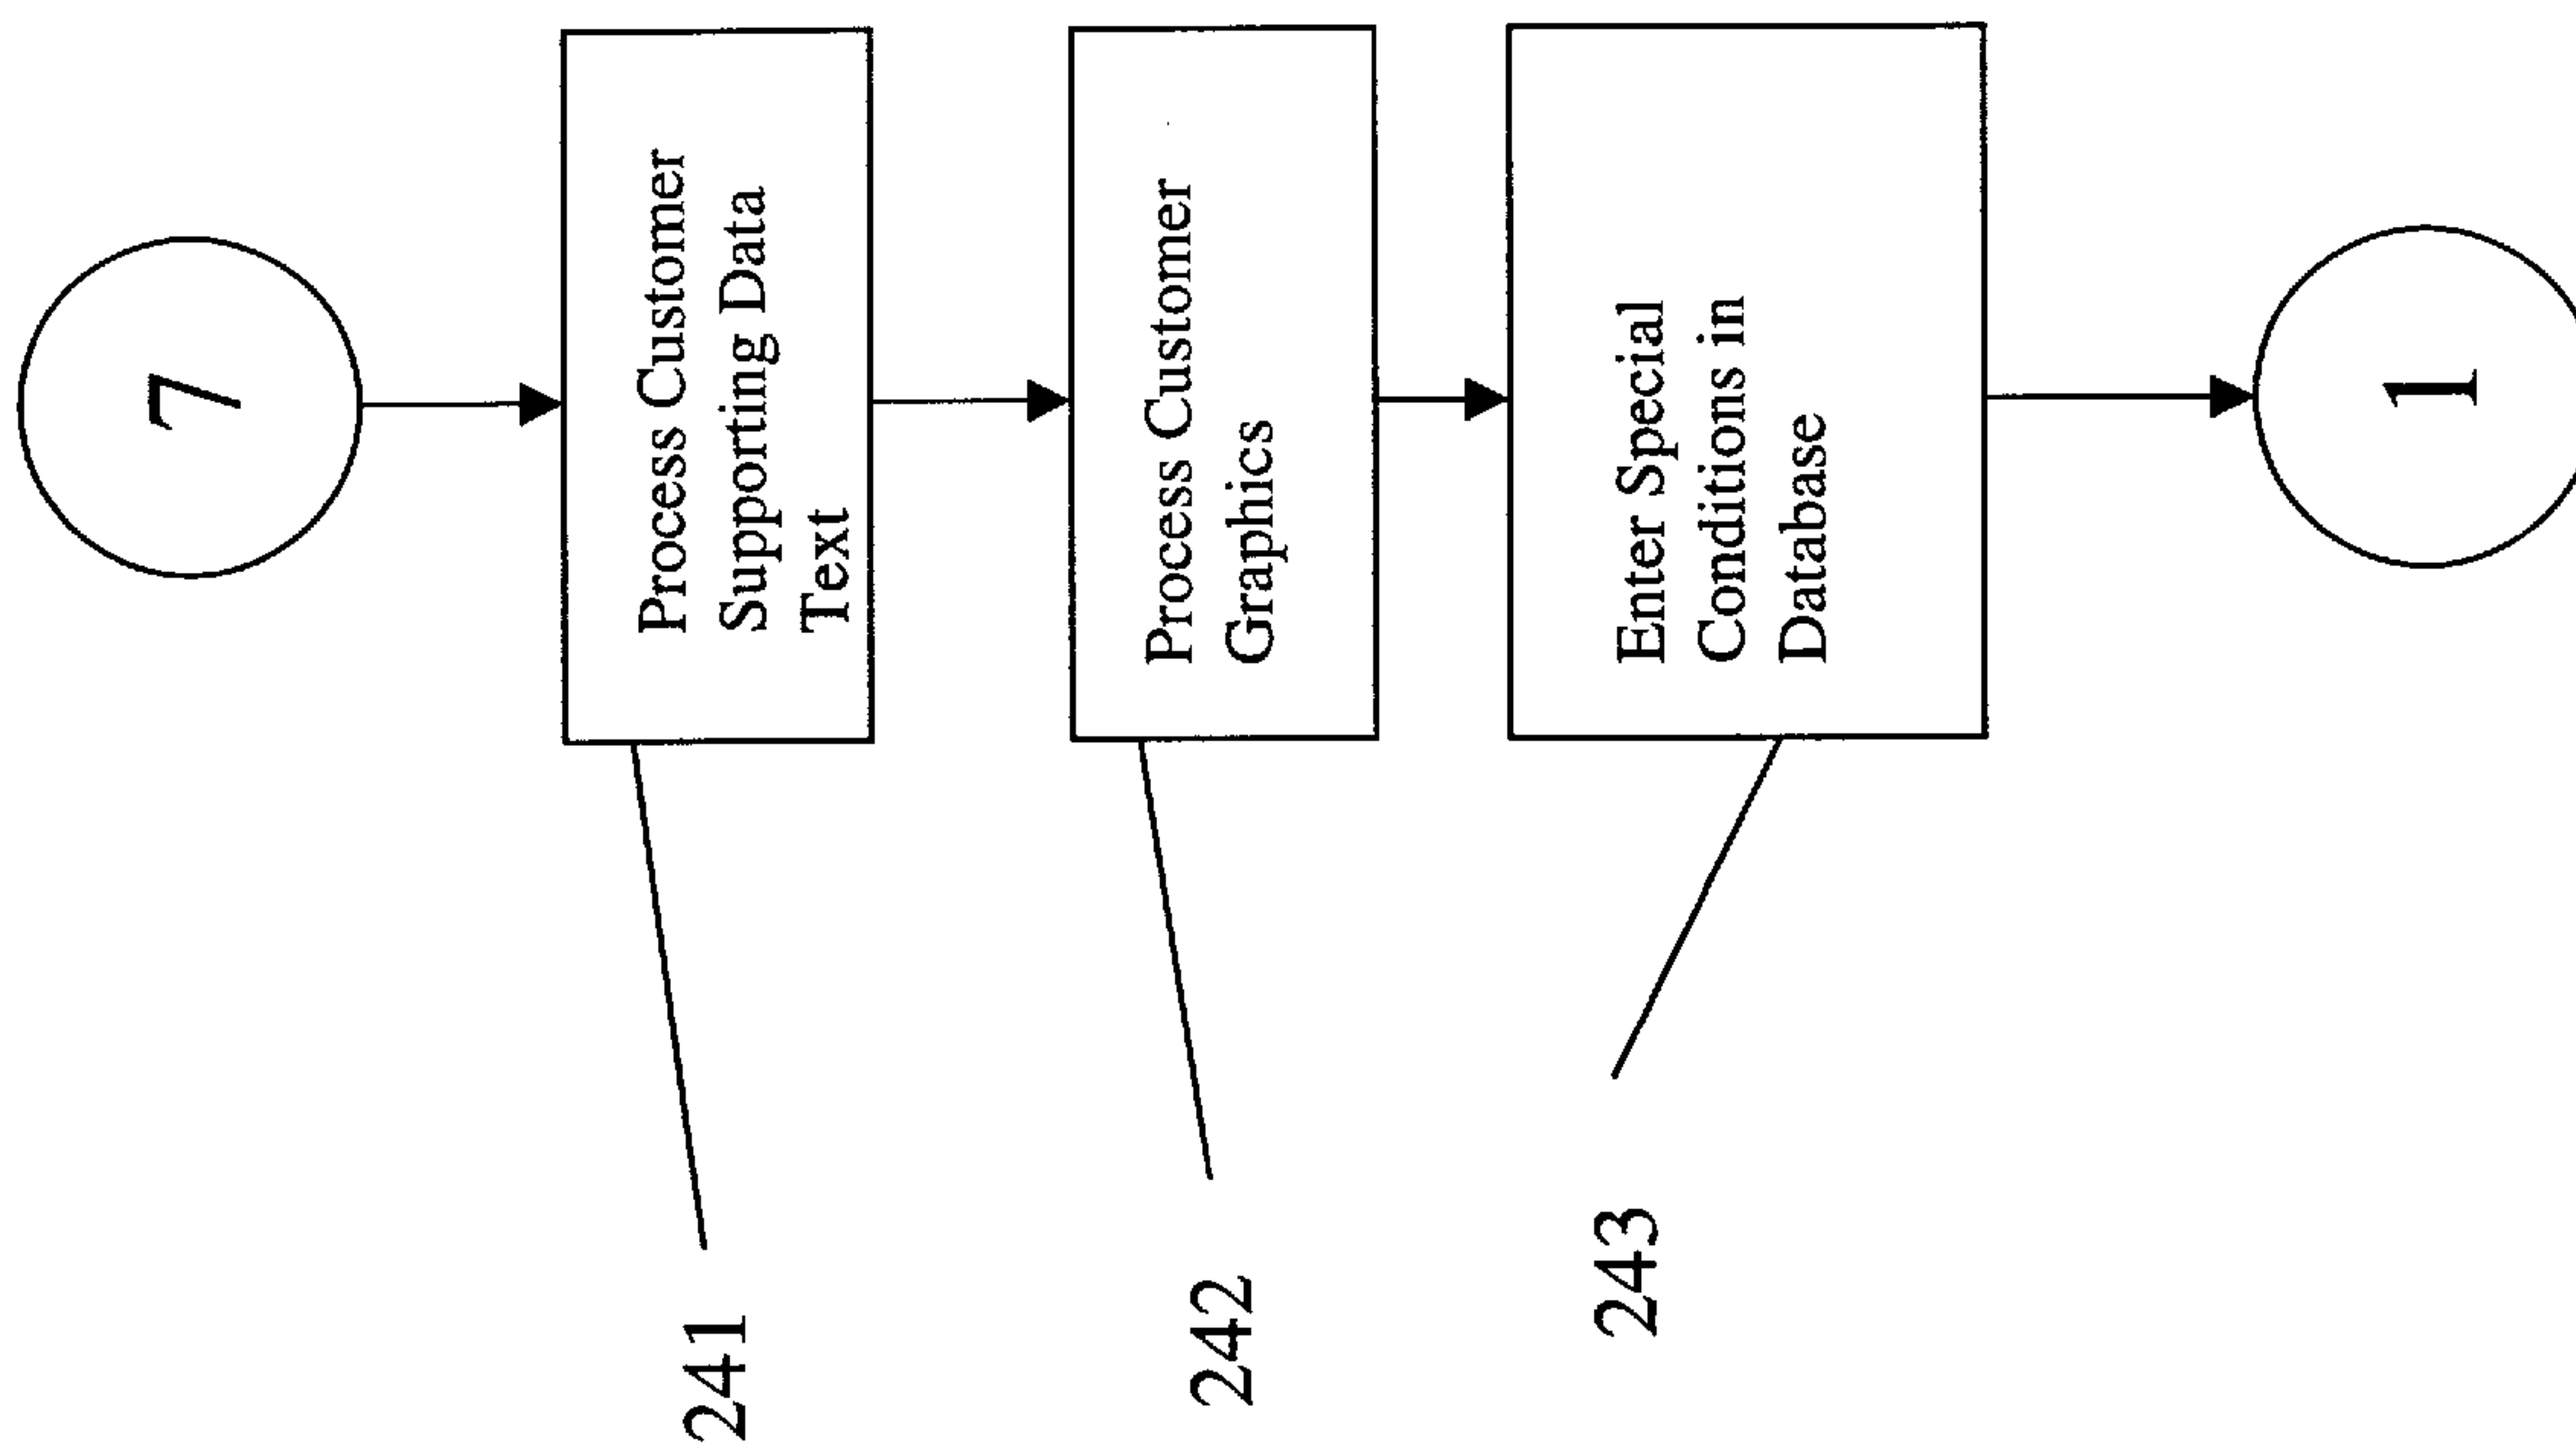 7
Process Customer
Supporting Data
Text
241
Process Customer
Graphics
242
Enter Special
Conditions in
Database
243
1